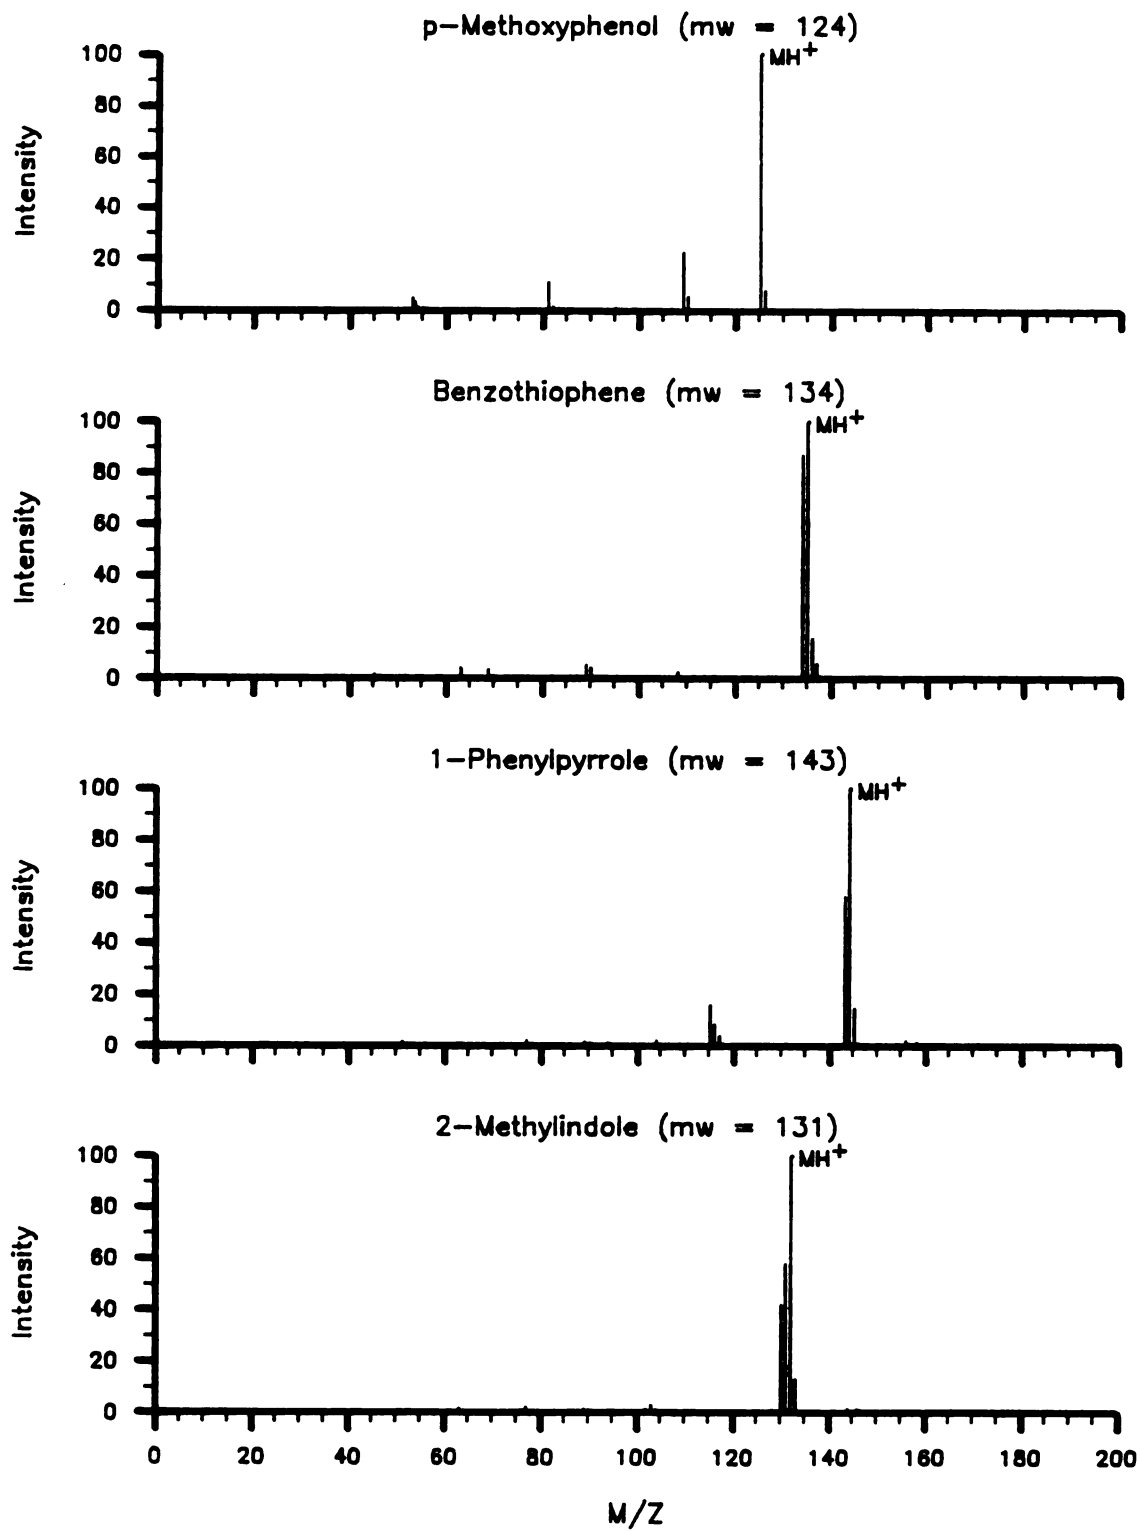 p-Methoxyphenol (mw = 124)
MH+
100
80
60
40
20
0
Intensity
Benzothiophene (mw = 134)
MH+
100
80
60
40
20
0
Intensity
1-Phenylpyrrole (mw = 143)
MH+
100
80
60
40
20
0
Intensity
2-Methylindole (mw = 131)
MH+
100
80
60
40
20
0
Intensity
0 20 40 60 80 100 120 140 160 180 200
M/Z